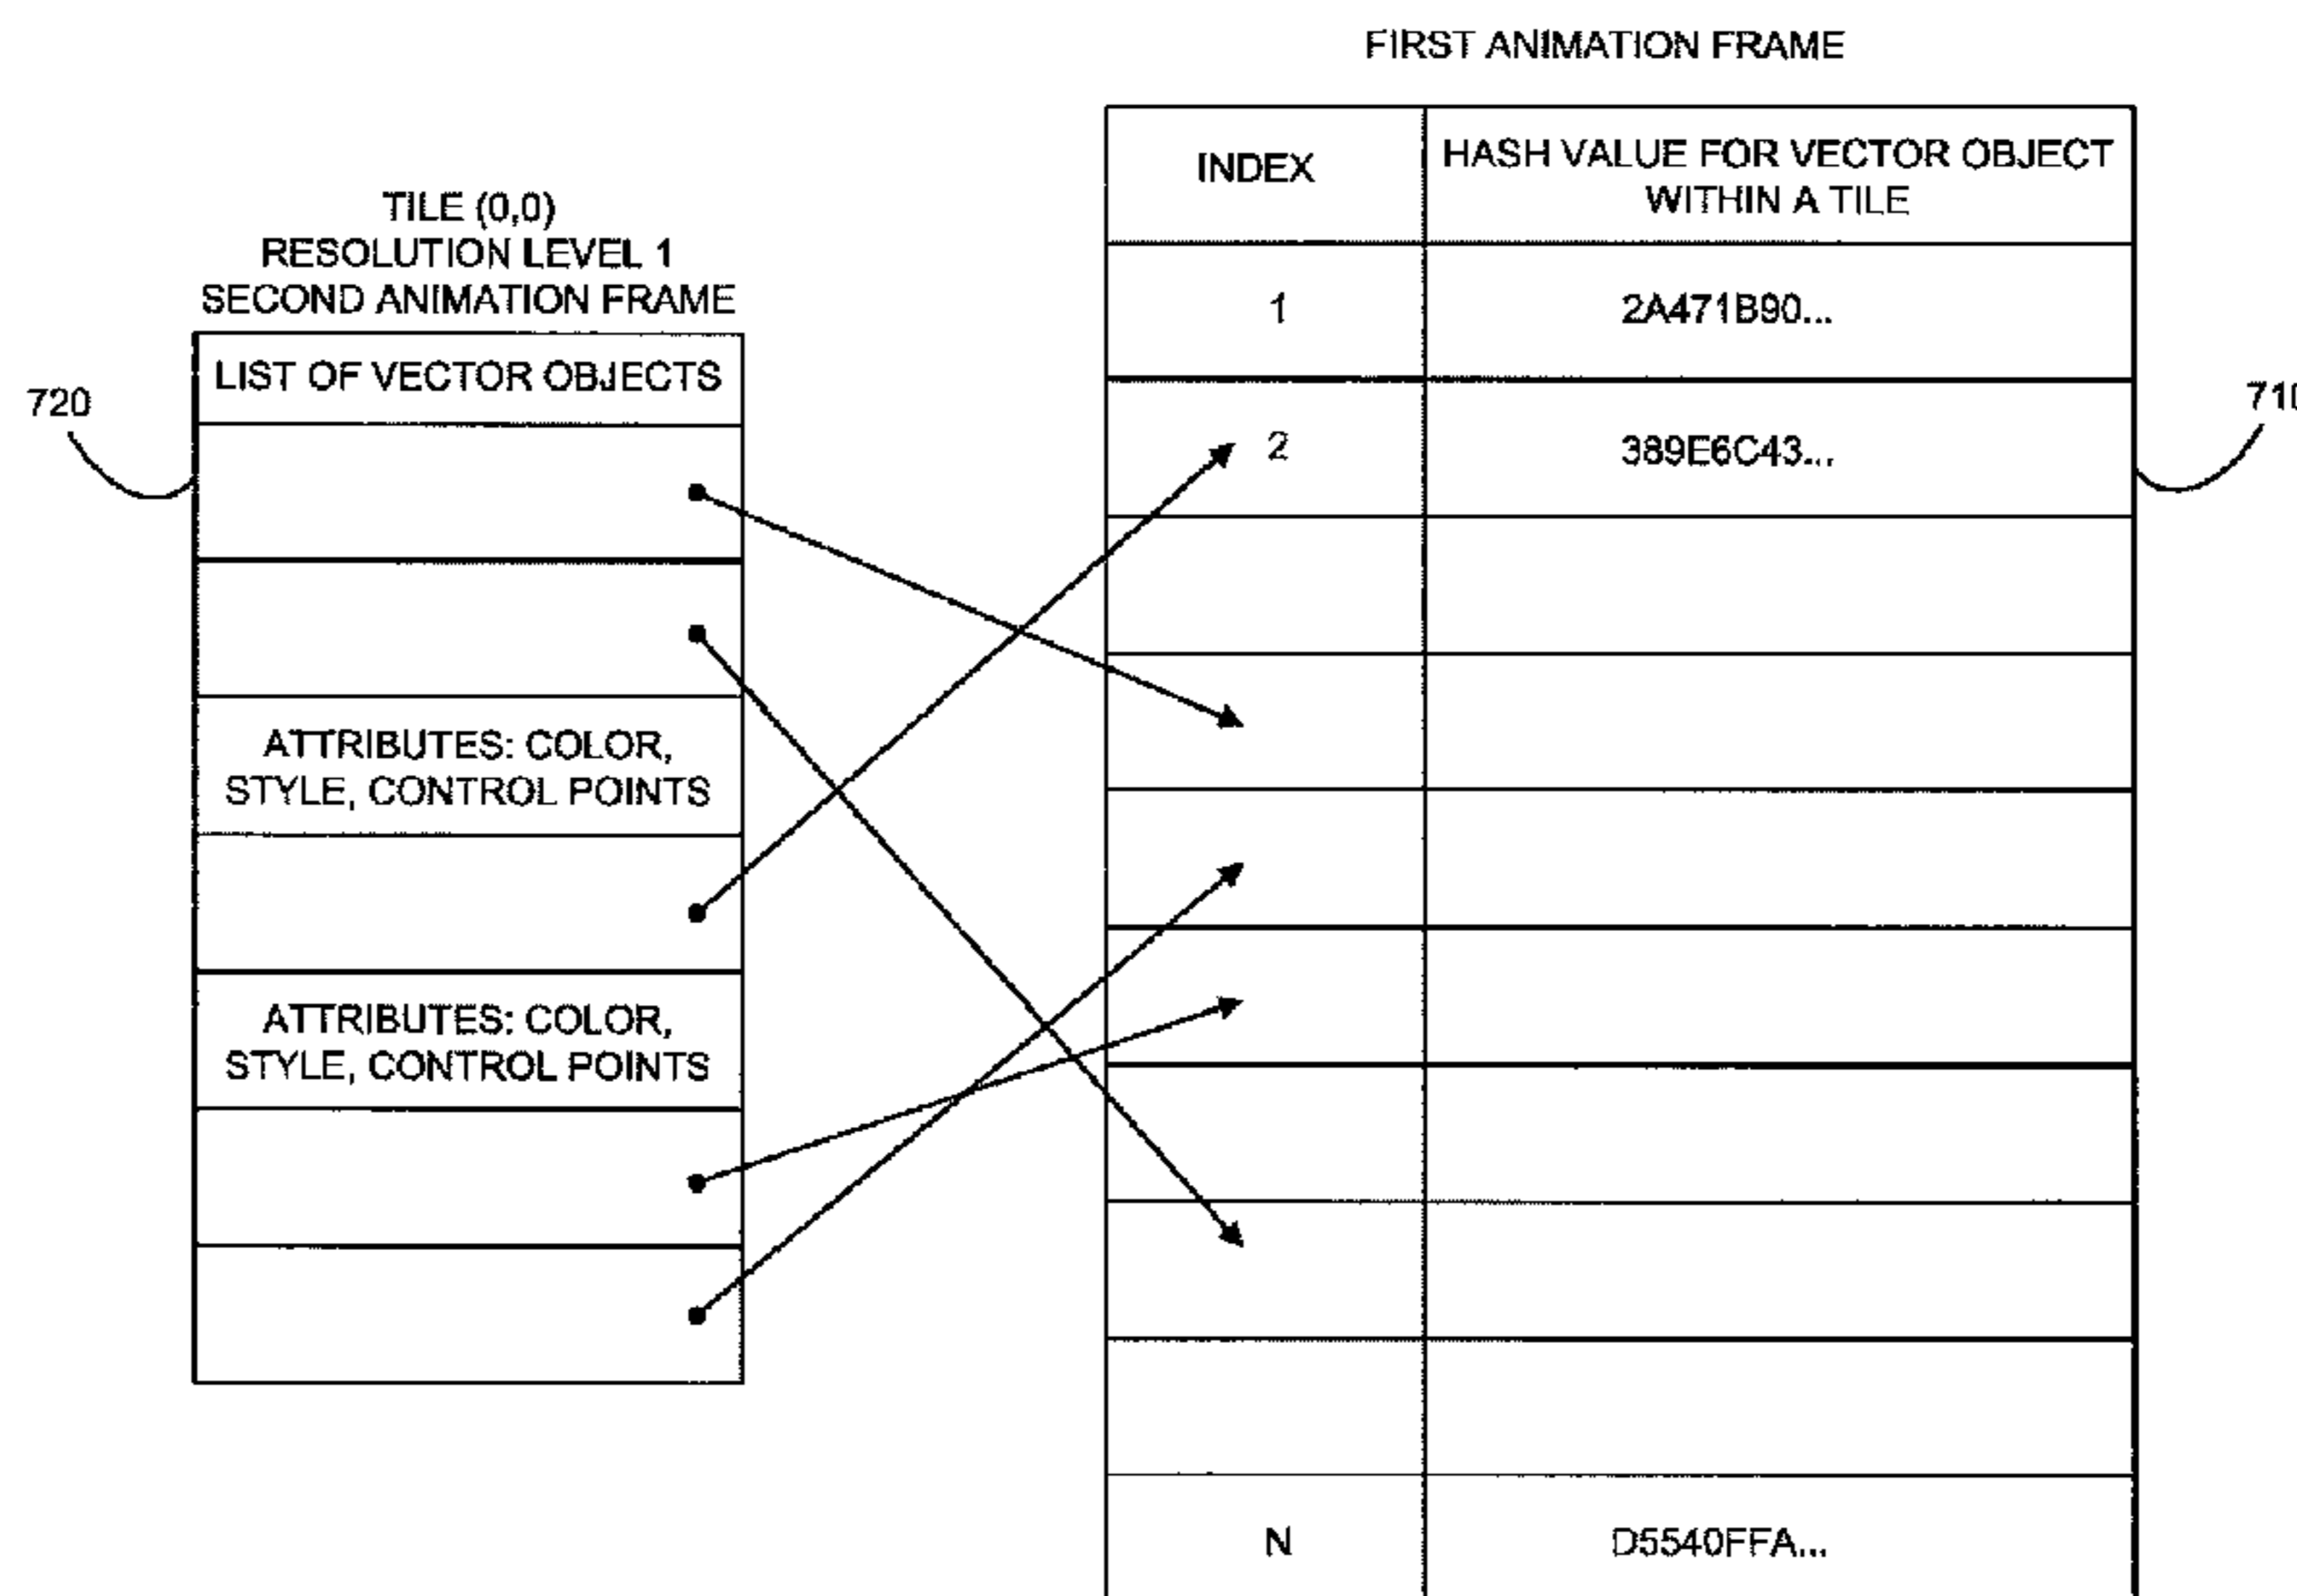 FIRST ANIMATION FRAME
INDEX
HASH VALUE FOR VECTOR OBJECT
WITHIN A TILE
TILE (0,0)
RESOLUTION LEVEL 1
SECOND ANIMATION FRAME
1
2A471B90...
LIST OF VECTOR OBJECTS
720
710
2
389E6C43...
ATTRIBUTES: COLOR,
STYLE, CONTROL POINTS
ATTRIBUTES: COLOR,
STYLE, CONTROL POINTS
N
D5540FFA...